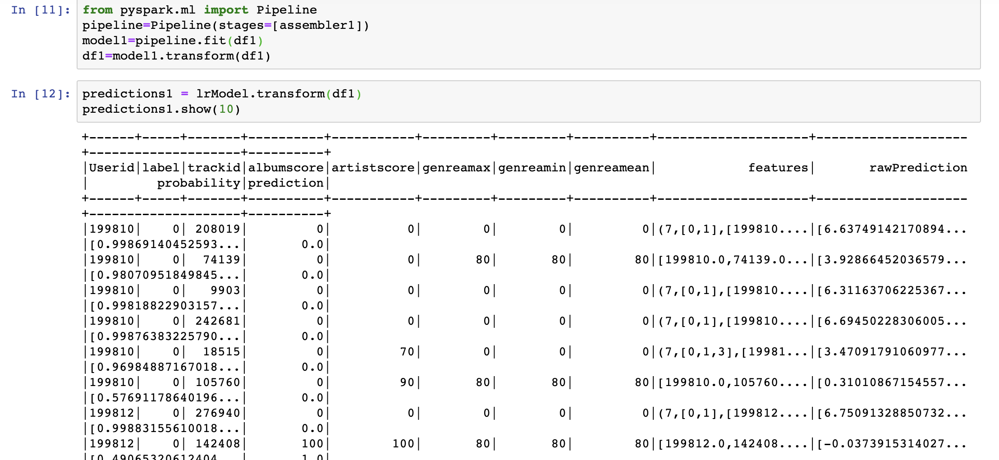 In [11]: from pyspark.ml import Pipeline
pipeline=Pipeline(stages=[assembler1])
model1=pipeline.fit(df1)
df1=model1.transform(df1)
In [12]: predictions1 = lrModel.transform(df1)
predictions1.show(10)
+------+-----+-------+----------+-----------+---------+---------+----------+--------------------+--------------------
+--------------------+----------+
|Userid|label|trackid|albumscore|artistscore|genreamax|genreamin|genreamean|            features|       rawPrediction
|         probability|prediction|
+------+-----+-------+----------+-----------+---------+---------+----------+--------------------+--------------------
+--------------------+----------+
|199810|    0| 208019|         0|          0|        0|        0|         0|(7,[0,1],[199810....|[6.63749142170894...
|[0.99869140452593...|       0.0|
|199810|    0|  74139|         0|          0|       80|       80|        80|[199810.0,74139.0...|[3.92866452036579...
|[0.98070951849845...|       0.0|
|199810|    0|   9903|         0|          0|        0|        0|         0|(7,[0,1],[199810....|[6.31163706225367...
|[0.99818822903157...|       0.0|
|199810|    0| 242681|         0|          0|        0|        0|         0|(7,[0,1],[199810....|[6.69450228306005...
|[0.99876383225790...|       0.0|
|199810|    0|  18515|         0|         70|        0|        0|         0|(7,[0,1,3],[19981...|[3.47091791060977...
|[0.96984887167018...|       0.0|
|199810|    0| 105760|         0|         90|       80|       80|        80|[199810.0,105760....|[0.31010867154557...
|[0.57691178640196...|       0.0|
|199812|    0| 276940|         0|          0|        0|        0|         0|(7,[0,1],[199812....|[6.75091328850732...
|[0.99883155610018...|       0.0|
|199812|    0| 142408|       100|        100|       80|       80|        80|[199812.0,142408....|[-0.0373915314027...
|[0.49065320612404...|       1.0|